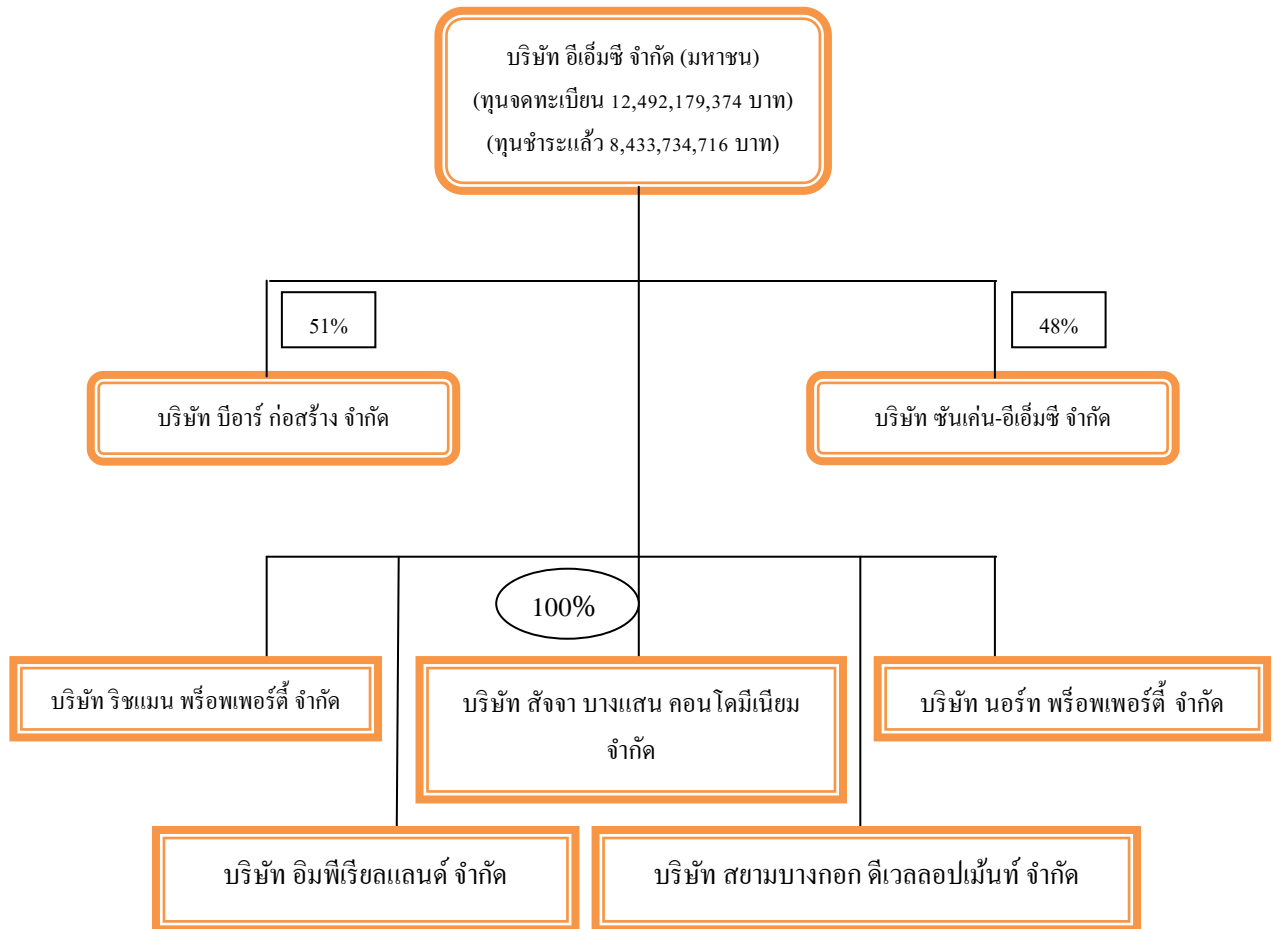 บริษัท อีเอ็มซี จำกัด (มหาชน)
(ทุนจดทะเบียน 12,492,179,374 บาท)
(ทุนชำระแล้ว 8,433,734,716 บาท)
51%
48%
บริษัท บีอาร์ ก่อสร้าง จำกัด
บริษัท ซันเค่น-อีเอ็มซี จำกัด
100%
บริษัท ริชแมน พร็อพเพอร์ตี้ จำกัด
บริษัท สัจจา บางแสน คอนโดมีเนียม
จำกัด
บริษัท นอร์ท พร็อพเพอร์ตี้ จำกัด
บริษัท อิมพีเรียลแลนด์ จำกัด
บริษัท สยามบางกอก ดีเวลลอปเม้นท์ จำกัด